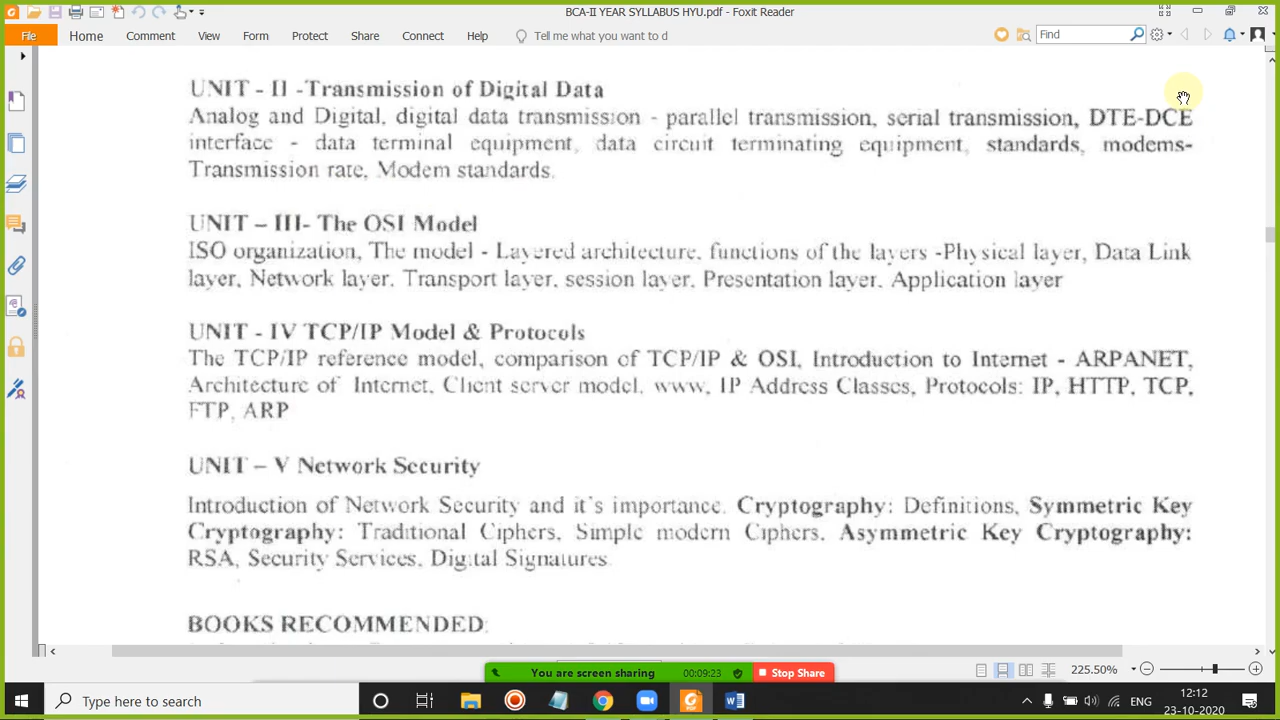 BCA-II YEAR SYLLABUS HYU.pdf - Foxit Reader
File Home Comment View Form Protect Share Connect Help Tell me what you want to d Find
UNIT - II -Transmission of Digital Data
Analog and Digital, digital data transmission - parallel transmission, serial transmission, DTE-DCE
interface - data terminal equipment, data circuit terminating equipment, standards, modems-
Transmission rate, Modem standards.
UNIT – III- The OSI Model
ISO organization, The model - Layered architecture, functions of the layers -Physical layer, Data Link
layer, Network layer, Transport layer, session layer, Presentation layer, Application layer
UNIT - IV TCP/IP Model & Protocols
The TCP/IP reference model, comparison of TCP/IP & OSI, Introduction to Internet - ARPANET,
Architecture of Internet, Client server model, www, IP Address Classes, Protocols: IP, HTTP, TCP,
FTP, ARP
UNIT – V Network Security
Introduction of Network Security and it's importance. Cryptography: Definitions, Symmetric Key
Cryptography: Traditional Ciphers, Simple modern Ciphers. Asymmetric Key Cryptography:
RSA, Security Services, Digital Signatures.
BOOKS RECOMMENDED:
You are screen sharing 00:09:23 Stop Share
225.50%
Type here to search
ENG
12:12
23-10-2020